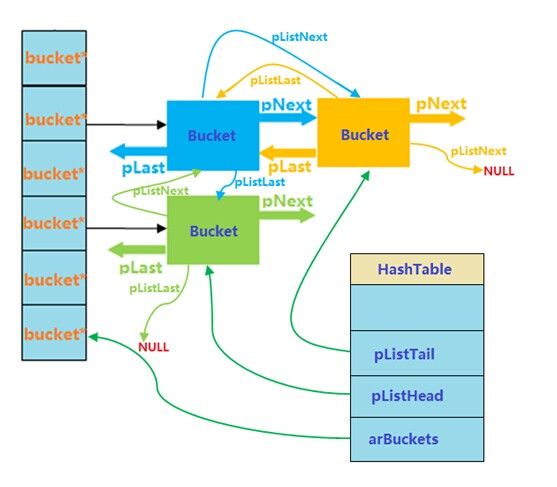 bucket*
pListNext
pListLast
bucket*
pNext
pNext
Bucket
Bucket
pLast
pLast
pListNext
NULL
bucket*
pListNext
pListLast
pNext
bucket*
Bucket
pLast
pListLast
HashTable
bucket*
NULL
bucket*
pListTail
pListHead
arBuckets